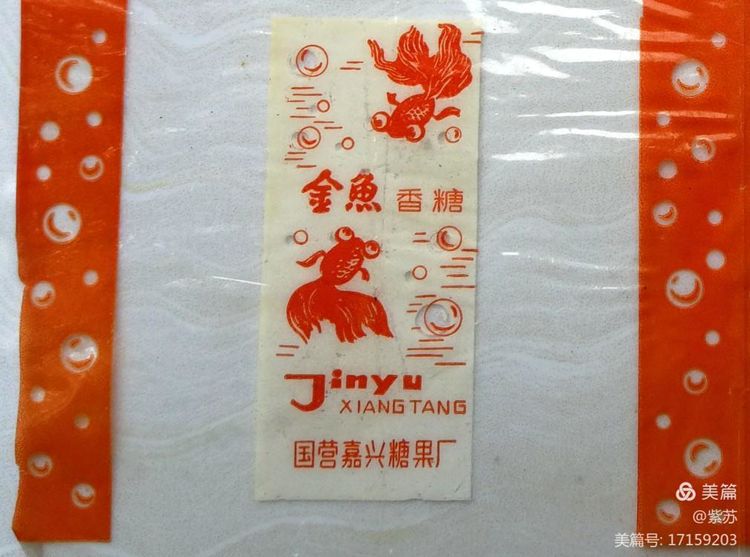 金魚 香糖
Jinyu
XIANG TANG
国营嘉兴糖果厂
美篇
@紫苏
美篇号: 17159203